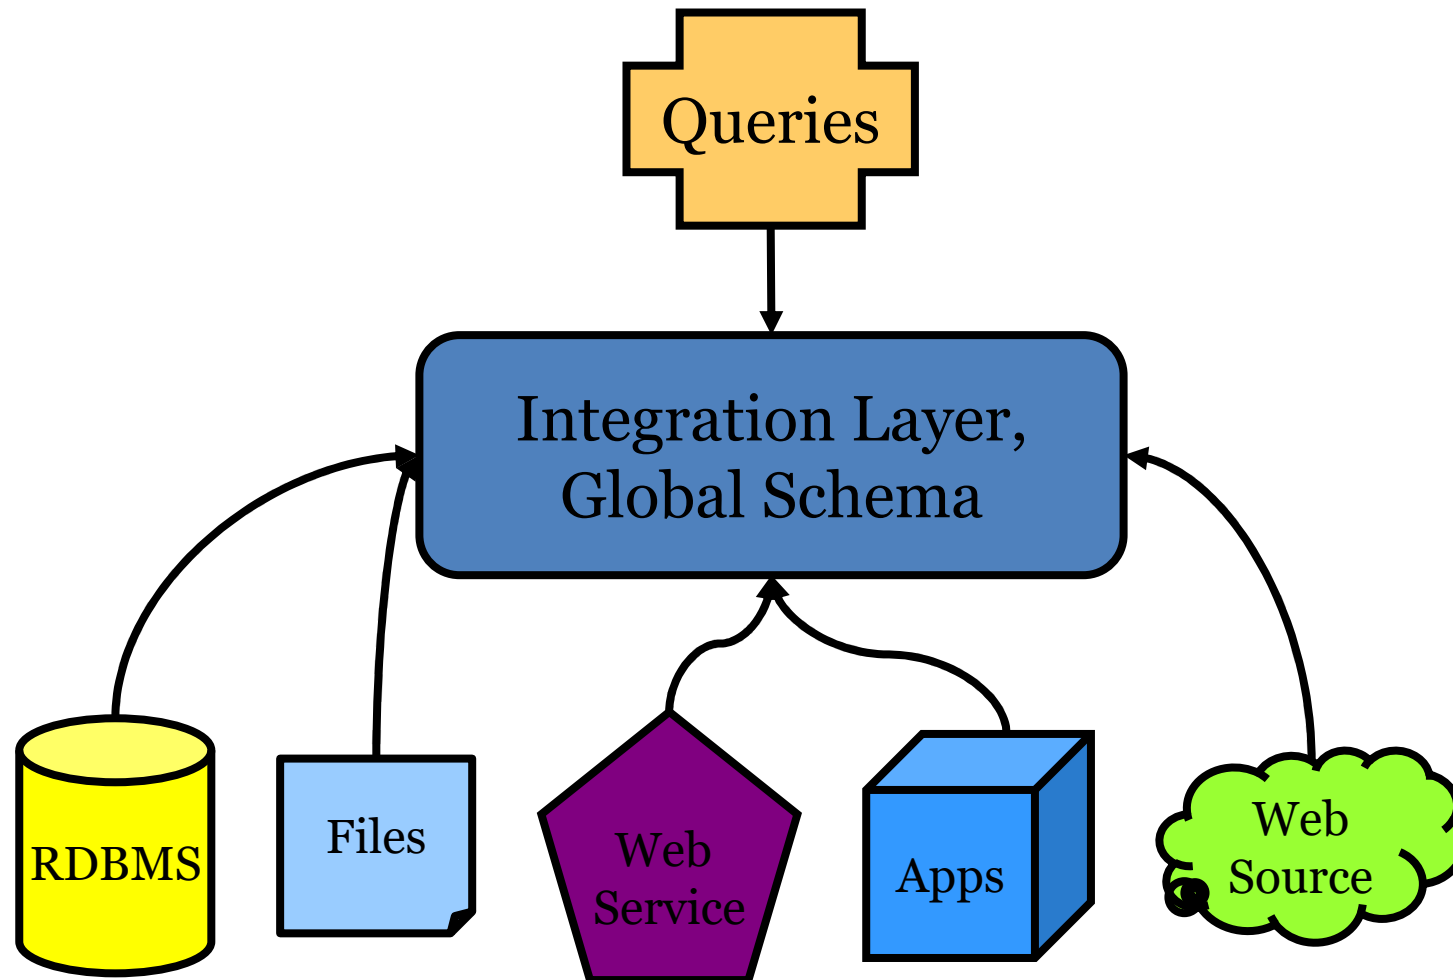 Queries
Integration Layer,
Global Schema
RDBMS
Files
Web
Service
Apps
Web
Source